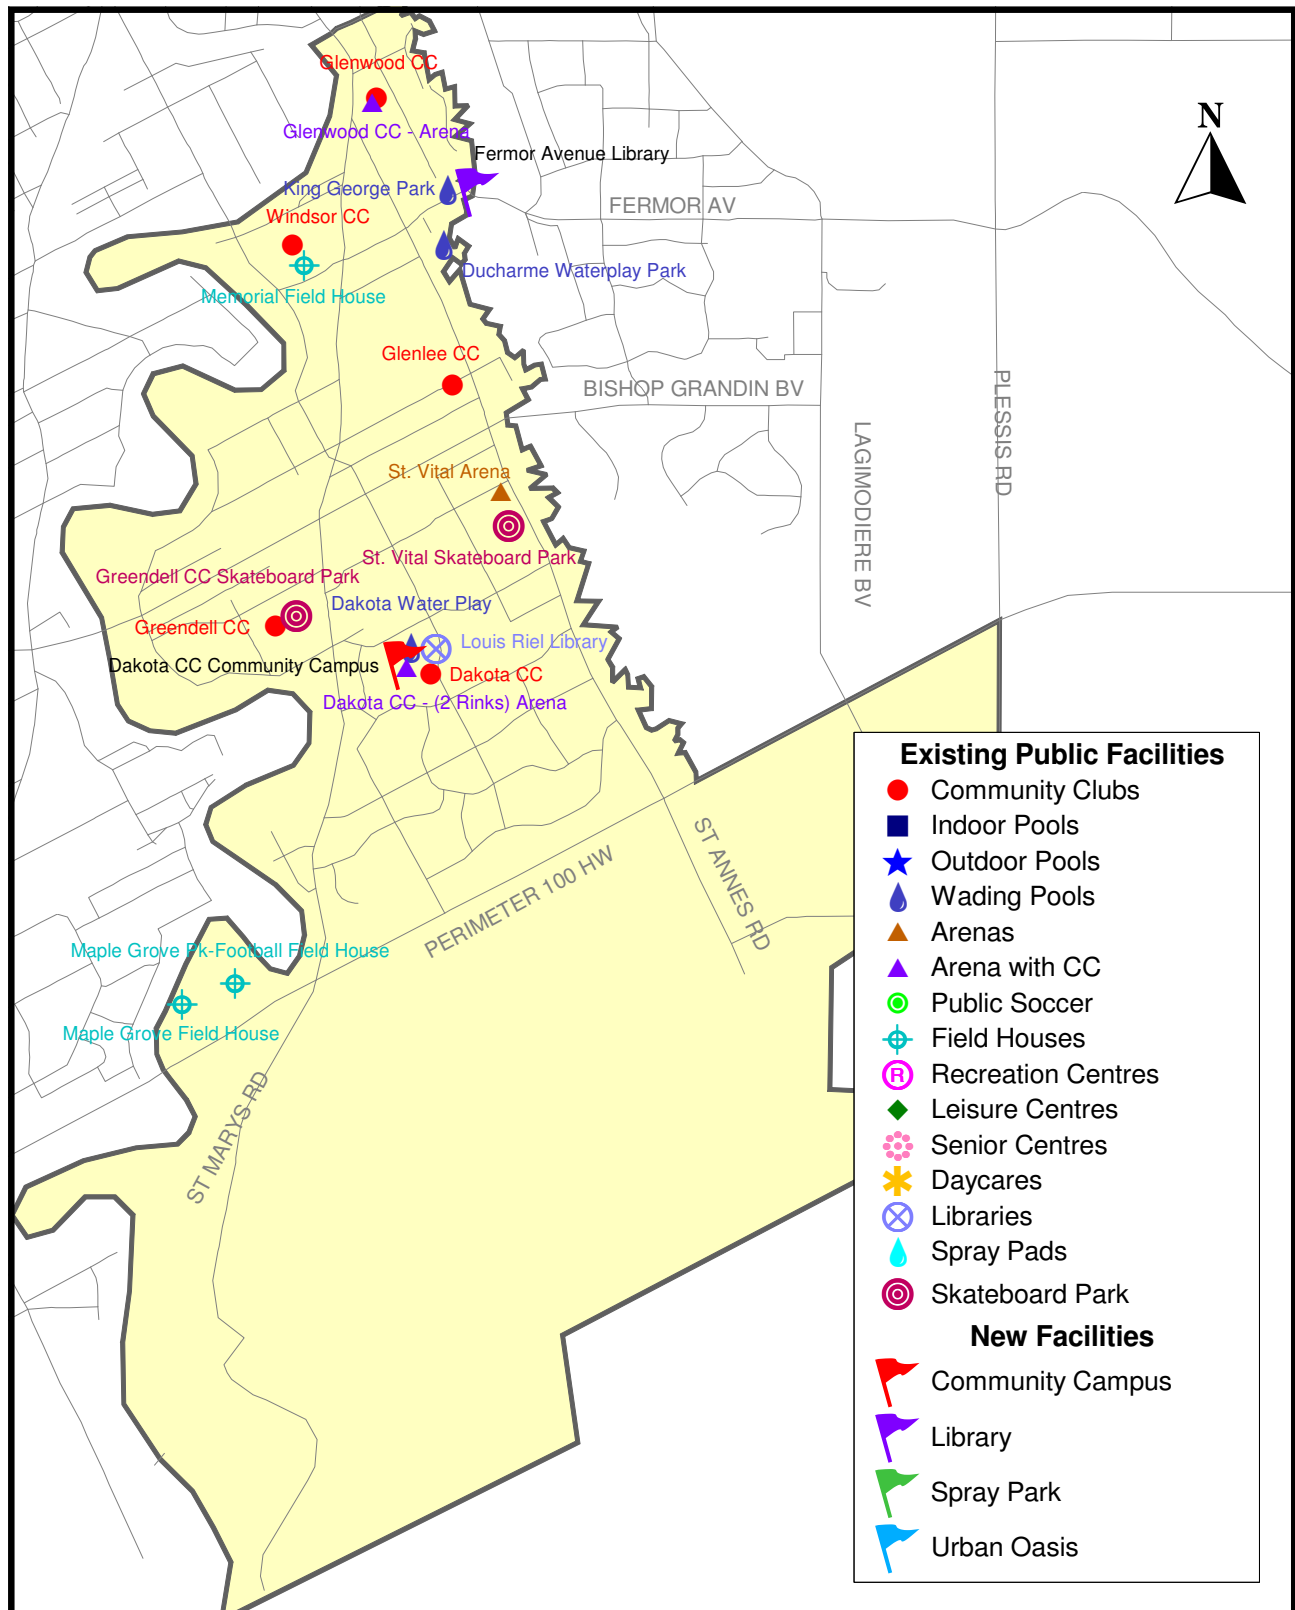 Glenwood CC
Glenwood CC - Arena
N
Fermor Avenue Library
King George Park
FERMOR AV
Windsor CC
Ducharme Waterplay Park
Memorial Field House
Glenlee CC
BISHOP GRANDIN BV
PLESSIS RD
LAGIMODIERE BV
St. Vital Arena
St. Vital Skateboard Park
Greendell CC Skateboard Park
Dakota Water Play
Greendell CC
Louis Riel Library
Dakota CC Community Campus
Dakota CC
Dakota CC - (2 Rinks) Arena
ST ANNES RD
PERIMETER 100 HW
Maple Grove Pk-Football Field House
Maple Grove Field House
ST MARYS RD
Existing Public Facilities
Community Clubs
Indoor Pools
Outdoor Pools
Wading Pools
Arenas
Arena with CC
Public Soccer
Field Houses
R Recreation Centres
Leisure Centres
Senior Centres
Daycares
Libraries
Spray Pads
Skateboard Park
New Facilities
Community Campus
Library
Spray Park
Urban Oasis